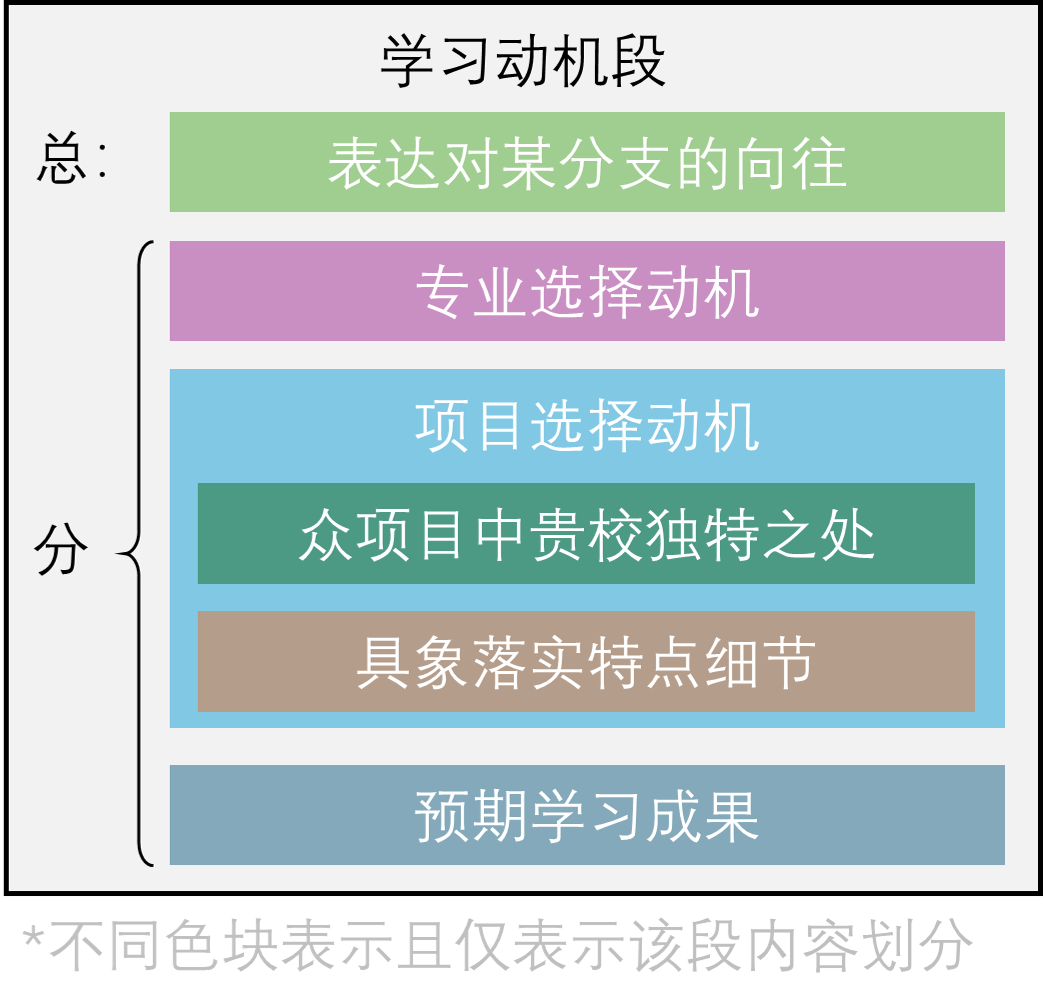 学习动机段
总:
表达对某分支的向往
专业选择动机
项目选择动机
众项目中贵校独特之处
分
具象落实特点细节
预期学习成果
*不同色块表示且仅表示该段内容划分